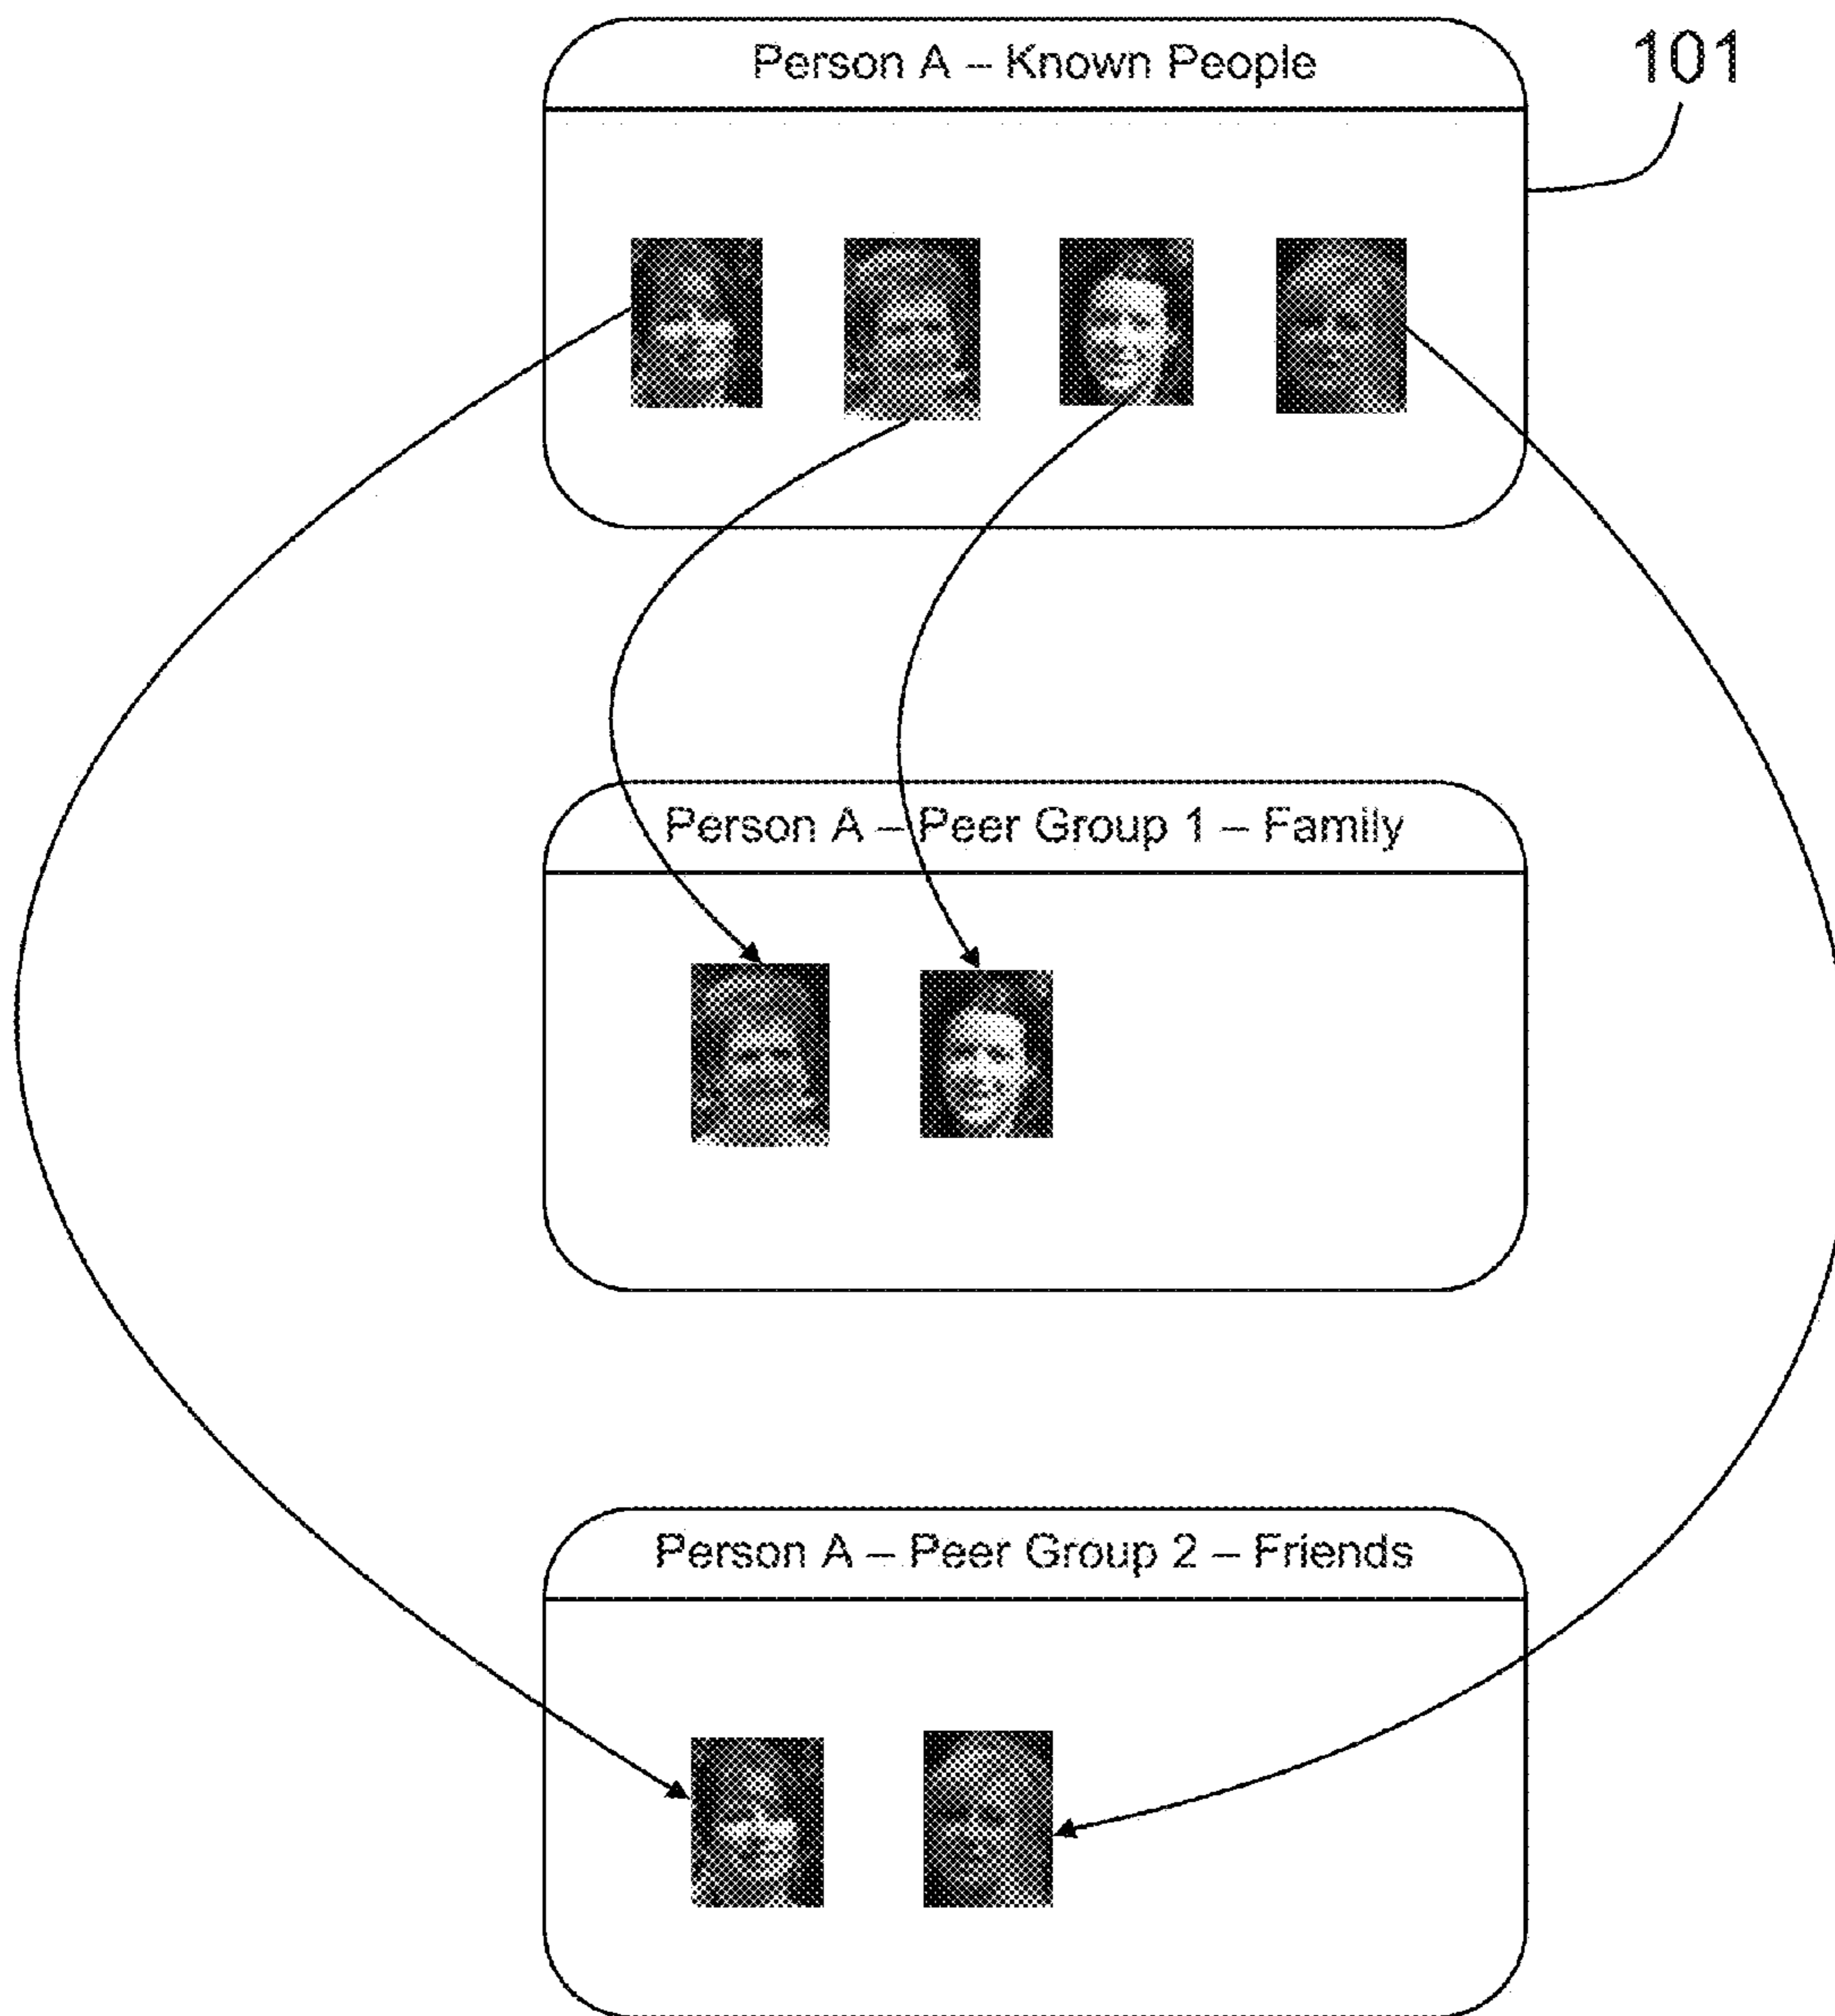 Person A – Known People
101
Person A – Peer Group 1 – Family
Person A – Peer Group 2 – Friends